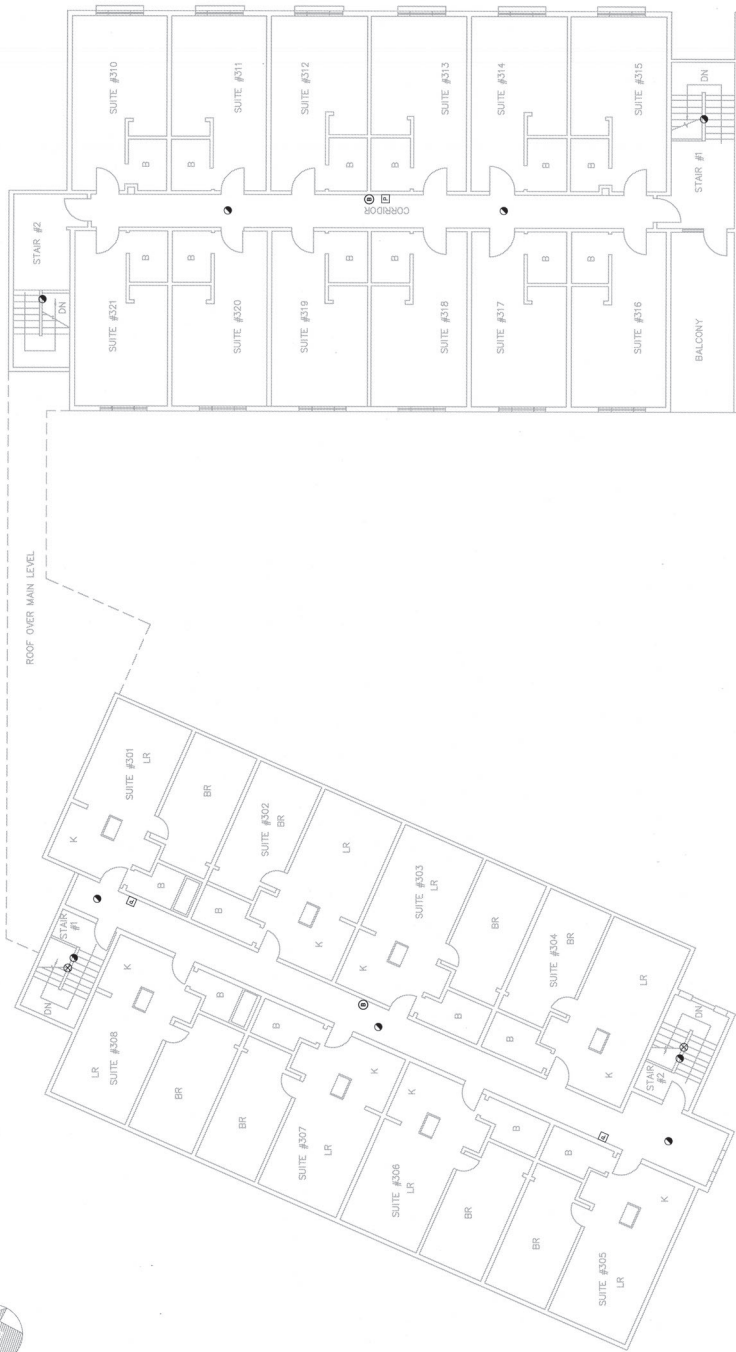 SUITE #310
SUITE #311
SUITE #312
SUITE #313
SUITE #314
SUITE #315
B
B
B
B
B
B
DN
STAIR #1
STAIR #2
DN
B
P
CORRIDOR
B
B
B
B
B
B
SUITE #321
SUITE #320
SUITE #319
SUITE #318
SUITE #317
SUITE #316
BALCONY
ROOF OVER MAIN LEVEL
SUITE #301
LR
K
BR
B
SUITE #302
BR
LR
B
K
SUITE #303
LR
K
BR
B
SUITE #304
BR
LR
B
K
STAIR
#1
DN
P
B
P
STAIR
#2
DN
K
LR
SUITE #308
B
BR
B
BR
SUITE #307
LR
K
K
SUITE #306
LR
B
BR
B
BR
K
SUITE #305
LR